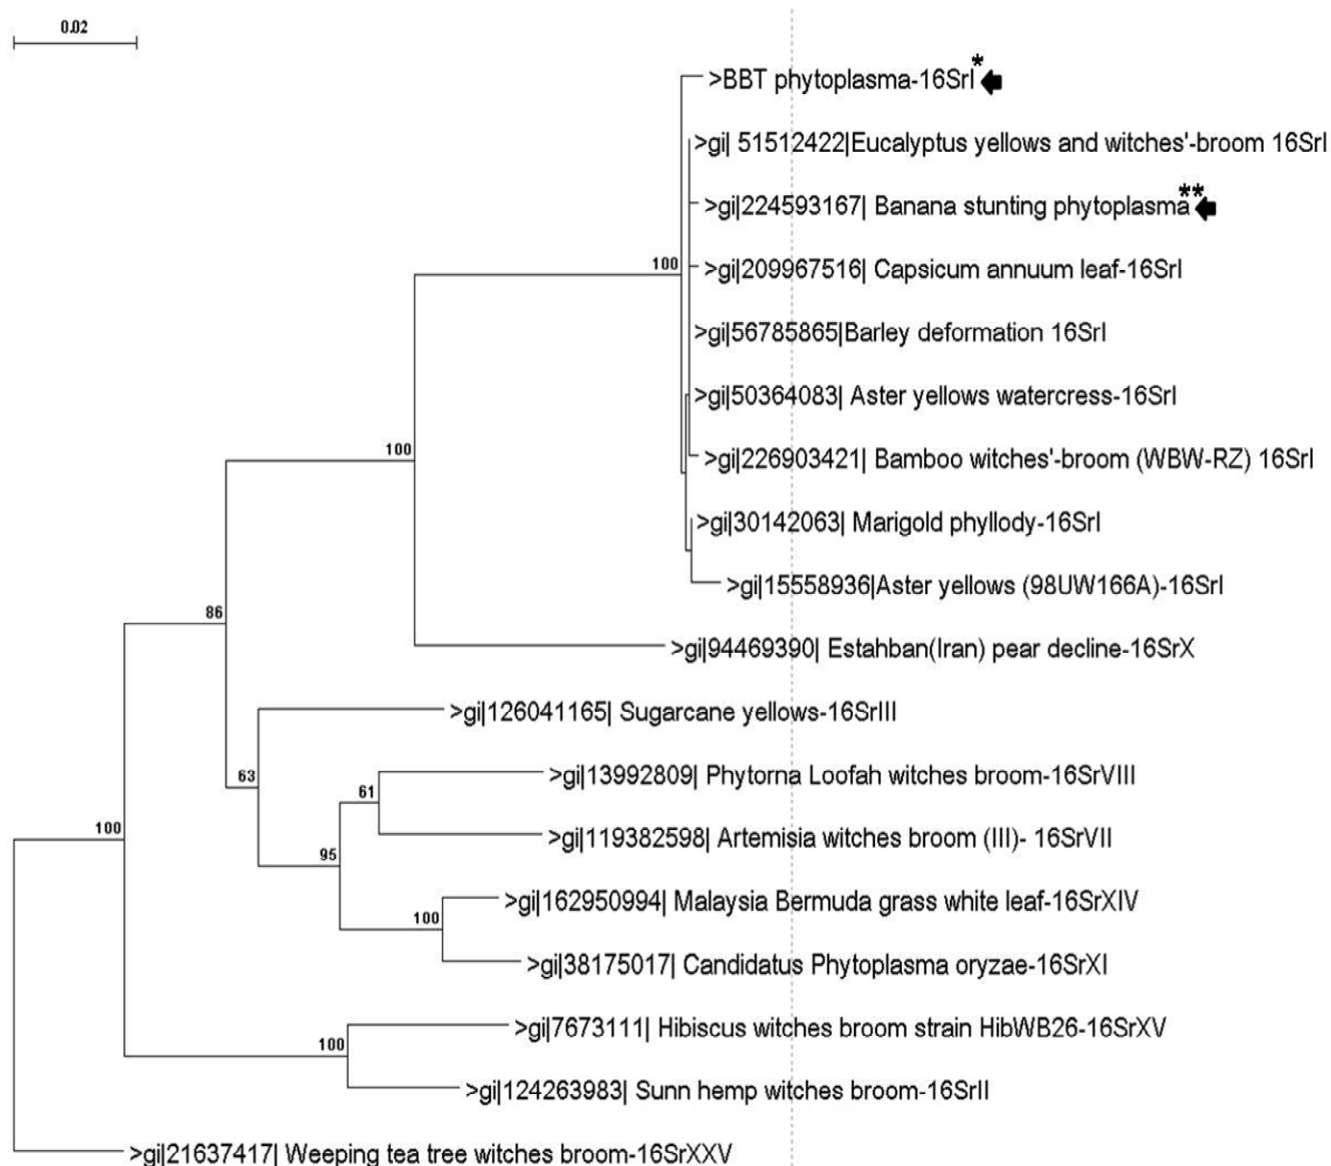 0.02
>BBT phytoplasma-16SrI*
>gi| 51512422|Eucalyptus yellows and witches'-broom 16SrI
>gi|224593167| Banana stunting phytoplasma**
100
>gi|209967516| Capsicum annuum leaf-16SrI
>gi|56785865|Barley deformation 16SrI
>gi|50364083| Aster yellows watercress-16SrI
100
>gi|226903421| Bamboo witches'-broom (WBW-RZ) 16SrI
>gi|30142063| Marigold phyllody-16SrI
>gi|15558936|Aster yellows (98UW166A)-16SrI
86
>gi|94469390| Estahban(Iran) pear decline-16SrX
>gi|126041165| Sugarcane yellows-16SrIII
63
>gi|13992809| Phytorna Loofah witches broom-16SrVIII
61
100
>gi|119382598| Artemisia witches broom (III)- 16SrVII
95
>gi|162950994| Malaysia Bermuda grass white leaf-16SrXIV
100
>gi|38175017| Candidatus Phytoplasma oryzae-16SrXI
>gi|7673111| Hibiscus witches broom strain HibWB26-16SrXV
100
>gi|124263983| Sunn hemp witches broom-16SrII
>gi|21637417| Weeping tea tree witches broom-16SrXXV